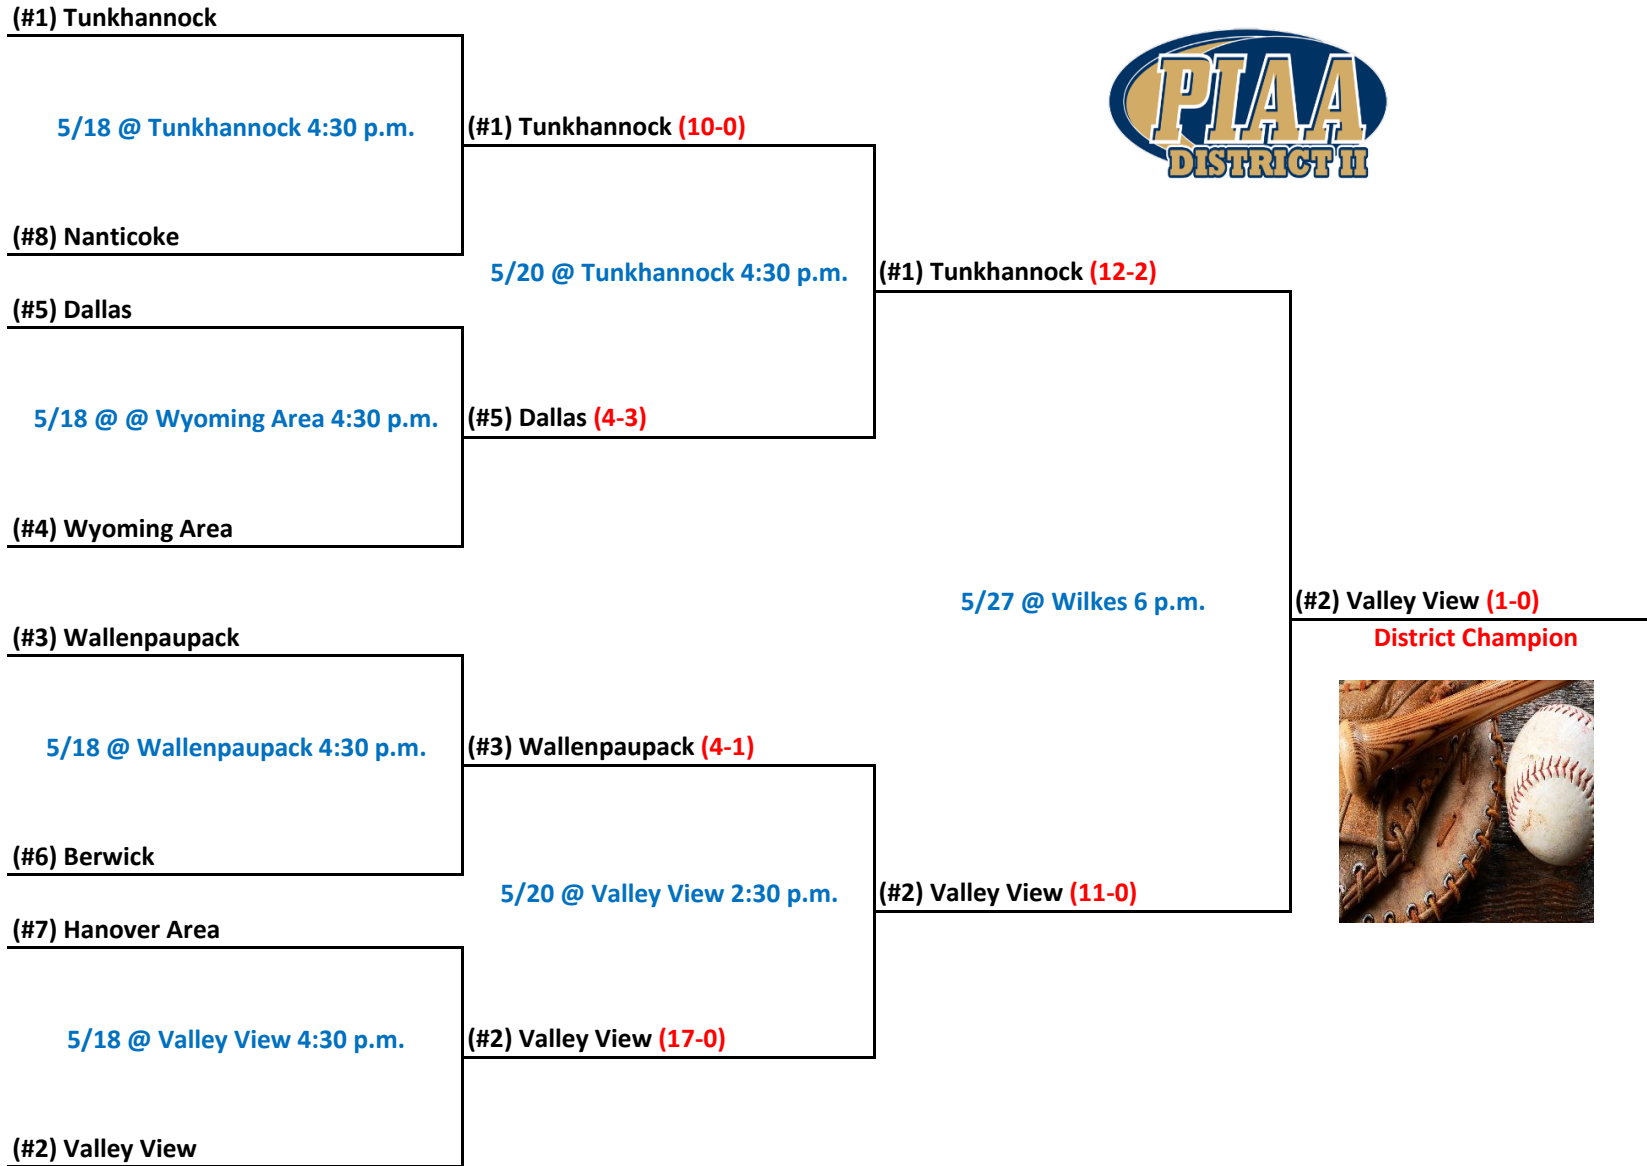 (#1) Tunkhannock
PIAA
DISTRICT II
5/18 @ Tunkhannock 4:30 p.m.
(#1) Tunkhannock (10-0)
(#8) Nanticoke
5/20 @ Tunkhannock 4:30 p.m.
(#1) Tunkhannock (12-2)
(#5) Dallas
5/18 @ @ Wyoming Area 4:30 p.m.
(#5) Dallas (4-3)
(#4) Wyoming Area
5/27 @ Wilkes 6 p.m.
(#2) Valley View (1-0)
District Champion
(#3) Wallenpaupack
5/18 @ Wallenpaupack 4:30 p.m.
(#3) Wallenpaupack (4-1)
(#6) Berwick
5/20 @ Valley View 2:30 p.m.
(#2) Valley View (11-0)
(#7) Hanover Area
5/18 @ Valley View 4:30 p.m.
(#2) Valley View (17-0)
(#2) Valley View